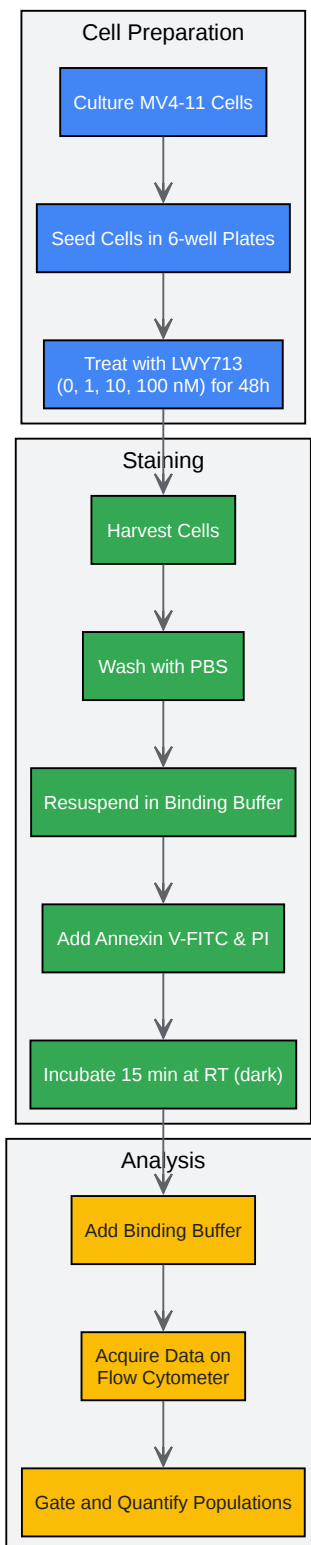 Cell Preparation
Culture MV4-11 Cells
Seed Cells in 6-well Plates
Treat with LWY713
(0, 1, 10, 100 nM) for 48h
Staining
Harvest Cells
Wash with PBS
Resuspend in Binding Buffer
Add Annexin V-FITC & PI
Incubate 15 min at RT (dark)
Analysis
Add Binding Buffer
Acquire Data on
Flow Cytometer
Gate and Quantify Populations